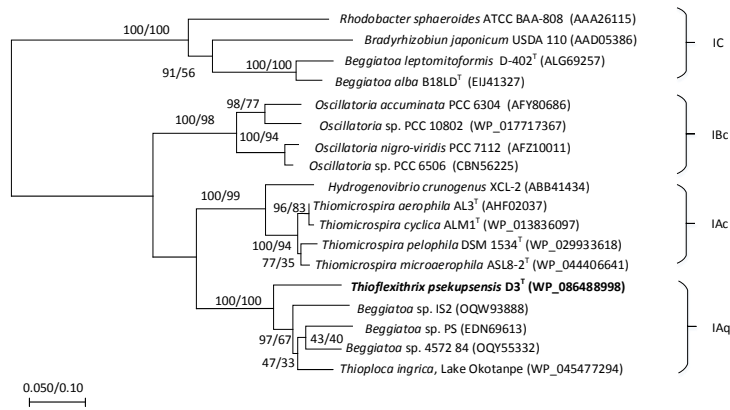 Rhodobacter sphaeroides ATCC BAA-808 (AAA26115)
100/100
Bradyrhizobiun japonicum USDA 110 (AAD05386)
IC
Beggiatoa leptomitoformis D-402T (ALG69257)
100/100
91/56
Beggiatoa alba B18LDT (EIJ41327)
98/77
Oscillatoria accuminata PCC 6304 (AFY80686)
100/98
Oscillatoria sp. PCC 10802 (WP_017717367)
100/94
IBc
Oscillatoria nigro-viridis PCC 7112 (AFZ10011)
Oscillatoria sp. PCC 6506 (CBN56225)
Hydrogenovibrio crunogenus XCL-2 (ABB41434)
100/99
96/83
Thiomicrospira aerophila AL3T (AHF02037)
Thiomicrospira cyclica ALM1T (WP_013836097)
IAc
100/94
Thiomicrospira pelophila DSM 1534T (WP_029933618)
77/35
Thiomicrospira microaerophila ASL8-2T (WP_044406641)
Thioflexithrix psekupsensis D3T (WP_086488998)
100/100
Beggiatoa sp. IS2 (OQW93888)
Beggiatoa sp. PS (EDN69613)
IAq
97/67
43/40
Beggiatoa sp. 4572 84 (OQY55332)
47/33
Thioploca ingrica, Lake Okotanpe (WP_045477294)
0.050/0.10